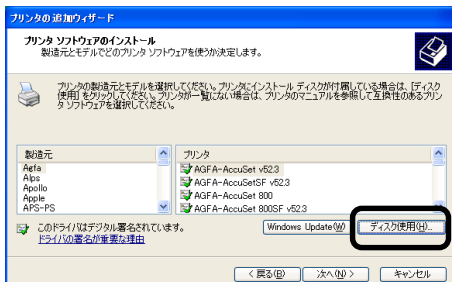 プリンタの追加ウィザード
プリンタ ソフトウェアのインストール
製造元とモデルでどのプリンタ ソフトウェアを使うか決定します。
プリンタの製造元とモデルを選択してください。プリンタにインストール ディスクが付属している場合は、[ディスク
使用] をクリックしてください。プリンタが一覧にない場合は、プリンタのマニュアルを参照して互換性のあるプリン
タ ソフトウェアを選択してください。
製造元
プリンタ
Agfa
Alps
Apollo
Apple
APS-PS
AGFA-AccuSet v52.3
AGFA-AccuSetSF v52.3
AGFA-AccuSet 800
AGFA-AccuSet 800SF v52.3
このドライバはデジタル署名されています。
ドライバの署名が重要な理由
Windows Update(W)
ディスク使用(H)...
< 戻る(B)
次へ(N) >
キャンセル